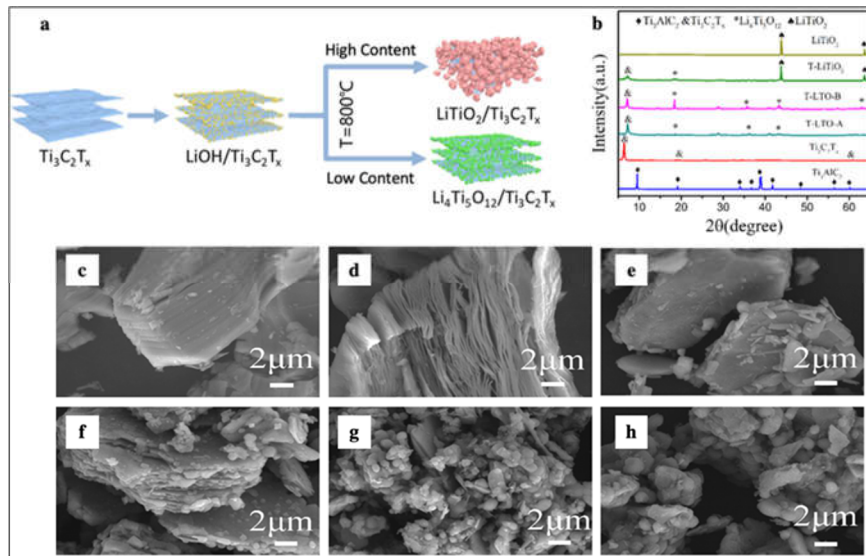 a
High Content
T=800℃
LiTiO₂/Ti₃C₂Tₓ
Ti₃C₂Tₓ
LiOH/Ti₃C₂Tₓ
Low Content
Li₄Ti₅O₁₂/Ti₃C₂Tₓ
b
♦Ti₃AlC₂ &Ti₃C₂Tₓ *Li₄Ti₅O₁₂ ♠LiTiO₂
LiTiO₂
T-LiTiO₂
T-LTO-B
T-LTO-A
Ti₃C₂Tₓ
Ti₃AlC₂
Intensity(a.u.)
10 20 30 40 50 60
2θ(degree)
c
2μm
d
2μm
e
2μm
f
2μm
g
2μm
h
2μm